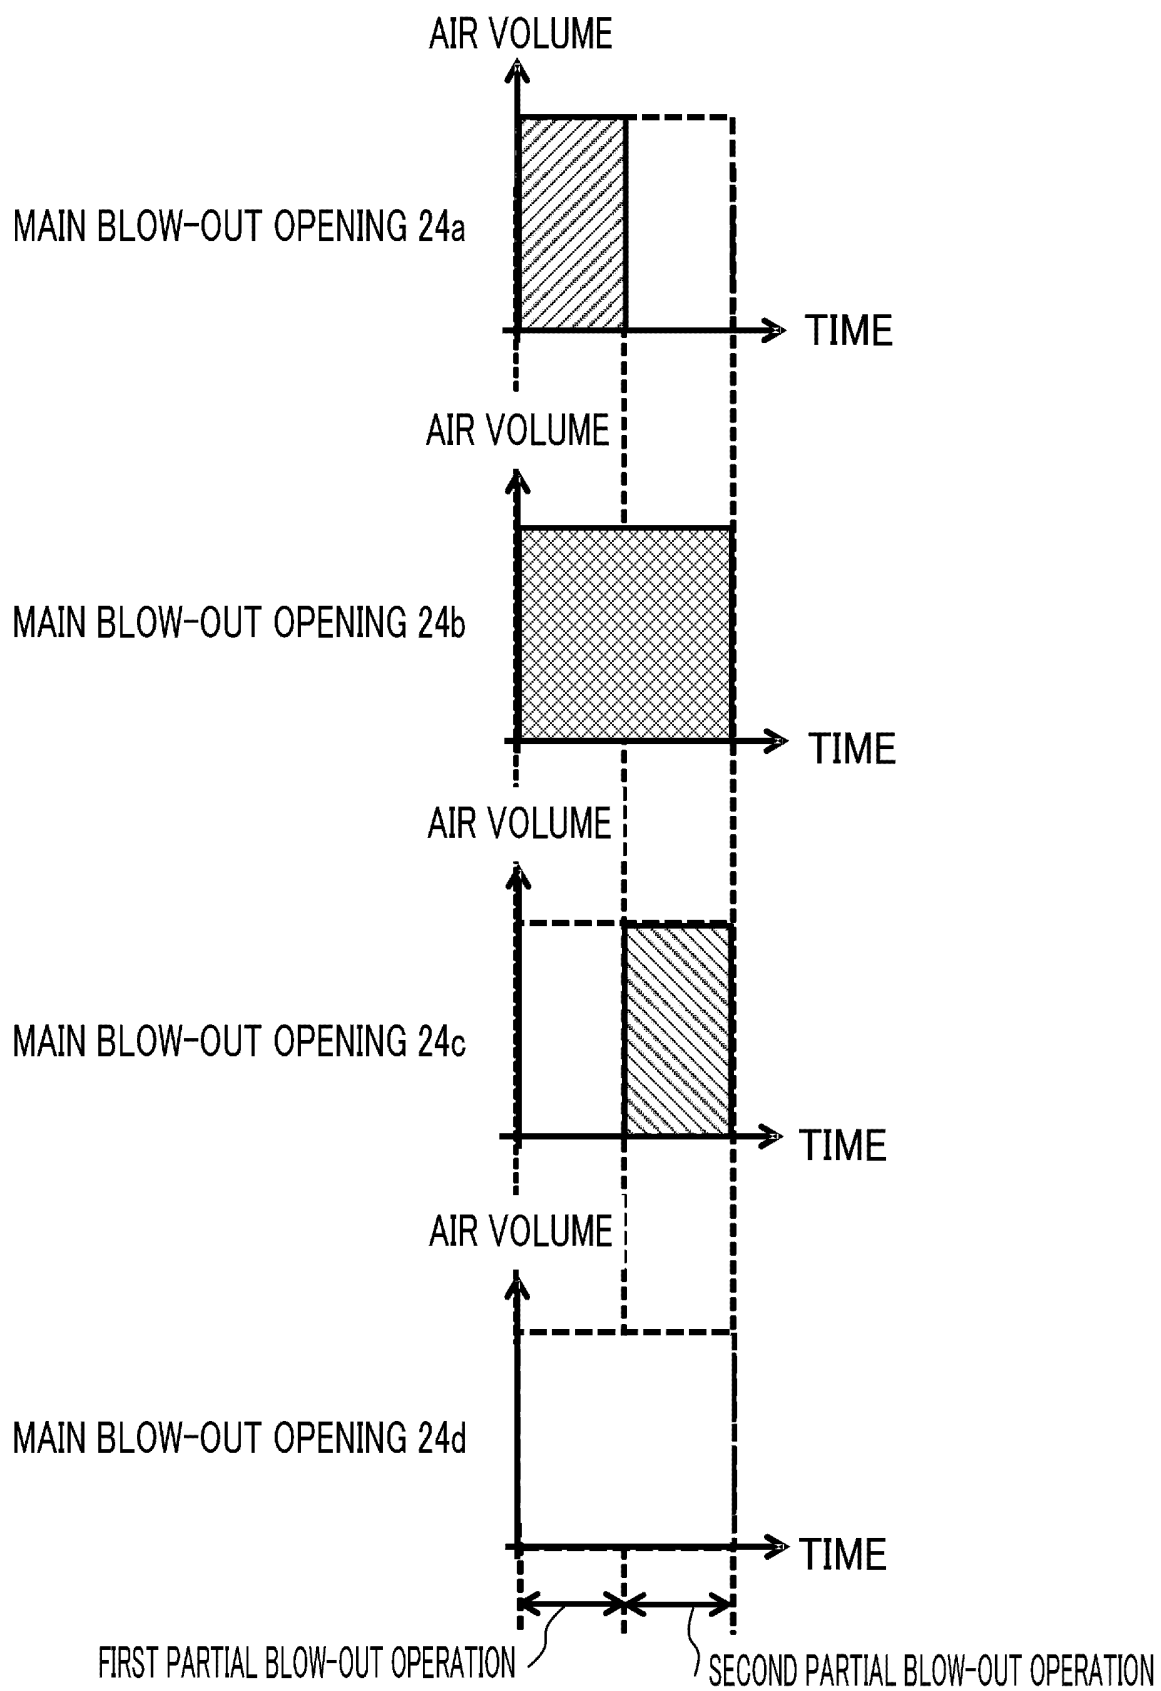 AIR VOLUME
MAIN BLOW-OUT OPENING 24a
TIME
AIR VOLUME
MAIN BLOW-OUT OPENING 24b
TIME
AIR VOLUME
MAIN BLOW-OUT OPENING 24c
TIME
AIR VOLUME
MAIN BLOW-OUT OPENING 24d
TIME
FIRST PARTIAL BLOW-OUT OPERATION
SECOND PARTIAL BLOW-OUT OPERATION